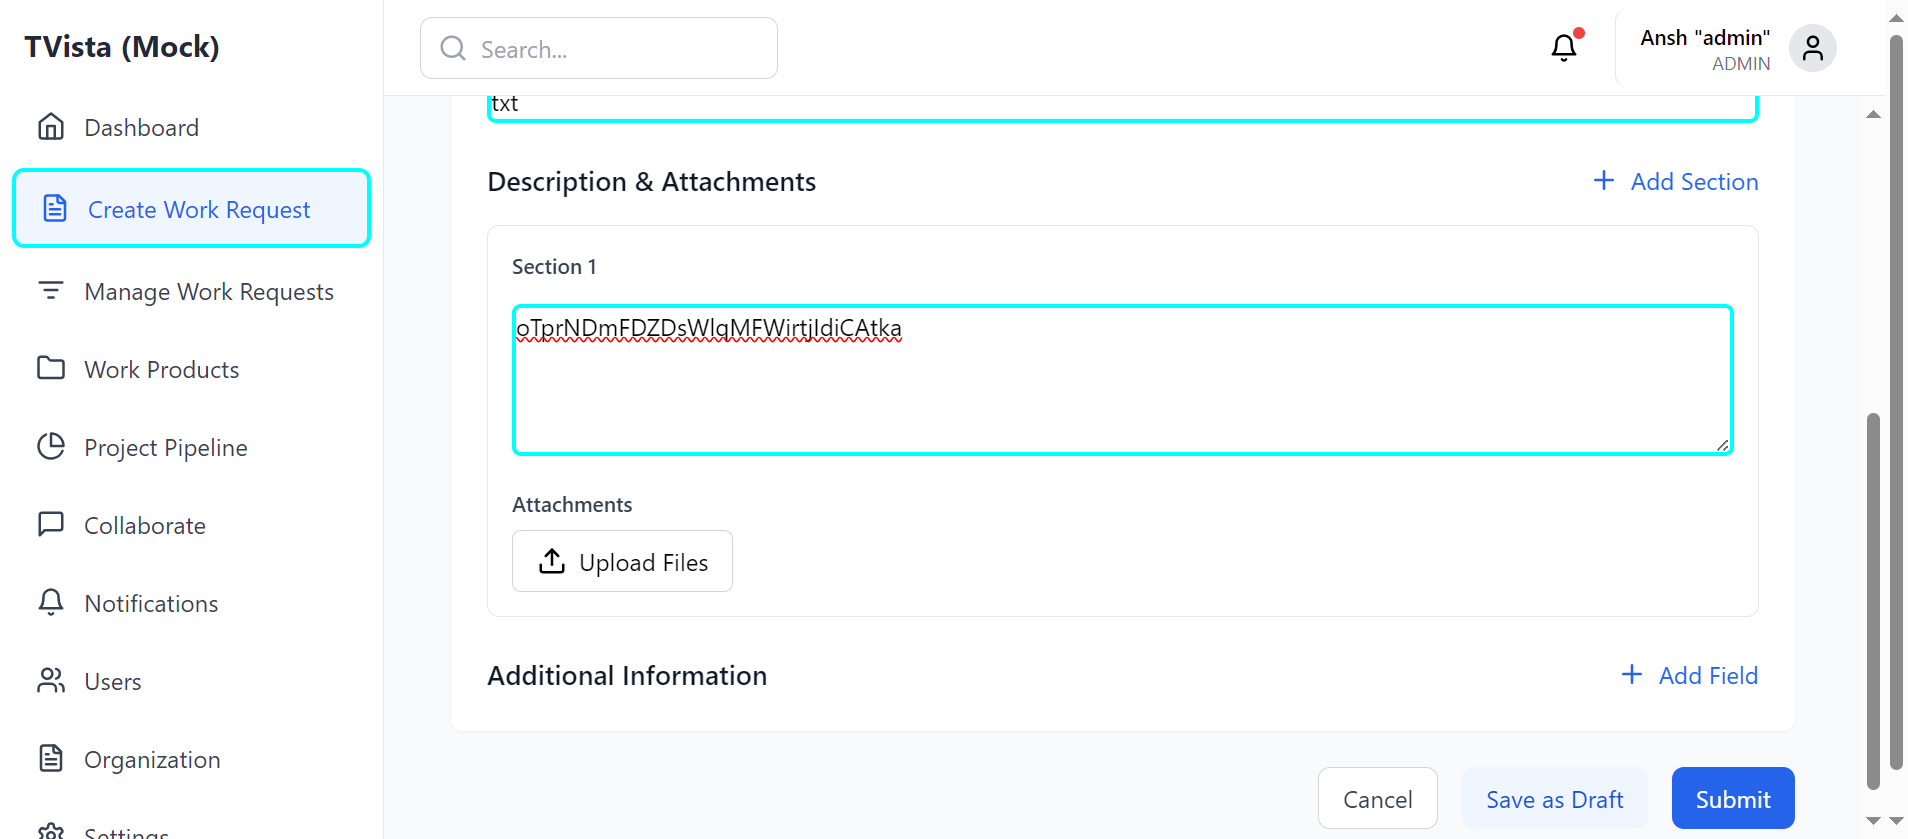 TVista (Mock)
Search...
Ansh "admin"
ADMIN
Dashboard
Create Work Request
Manage Work Requests
Work Products
Project Pipeline
Collaborate
Notifications
Users
Organization
Settings
txt
Description & Attachments
Add Section
Section 1
oTprNDmFDZDsWlqMFWirtjIdiCAtka
Attachments
Upload Files
Additional Information
Add Field
Cancel
Save as Draft
Submit